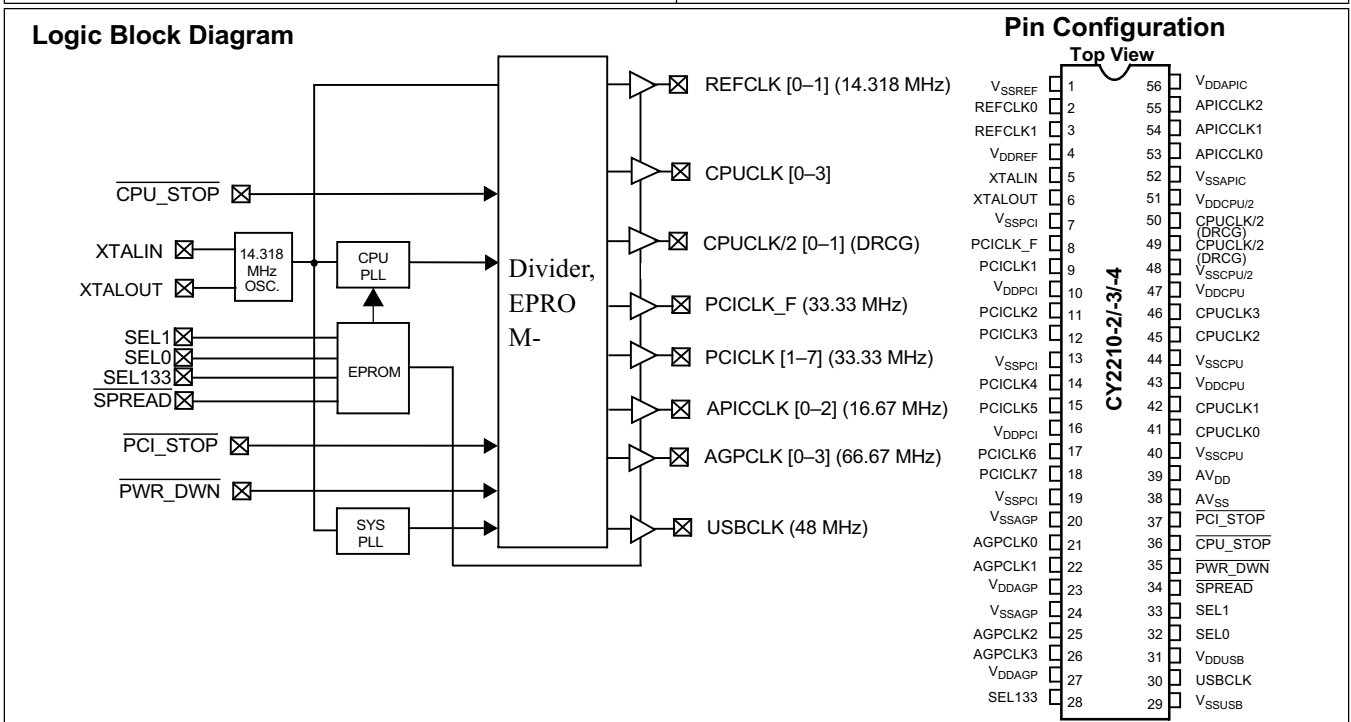 Logic Block Diagram
CPU_STOP
XTALIN
XTALOUT
14.318
MHz
OSC.
SEL1
SEL0
SEL133
SPREAD
PCI_STOP
PWR_DWN
CPU
PLL
EPROM
SYS
PLL
Divider,
EPRO
M-
REFCLK [0–1] (14.318 MHz)
CPUCLK [0–3]
CPUCLK/2 [0–1] (DRCG)
PCICLK_F (33.33 MHz)
PCICLK [1–7] (33.33 MHz)
APICCLK [0–2] (16.67 MHz)
AGPCLK [0–3] (66.67 MHz)
USBCLK (48 MHz)
Pin Configuration
Top View
VSSREF 1
REFCLK0 2
REFCLK1 3
VDDREF 4
XTALIN 5
XTALOUT 6
VSSPCI 7
PCICLK_F 8
PCICLK1 9
VDDPCI 10
PCICLK2 11
PCICLK3 12
VSSPCI 13
PCICLK4 14
PCICLK5 15
VDDPCI 16
PCICLK6 17
PCICLK7 18
VSSPCI 19
VSSAGP 20
AGPCLK0 21
AGPCLK1 22
VDDAGP 23
VSSAGP 24
AGPCLK2 25
AGPCLK3 26
VDDAGP 27
SEL133 28
CY2210-2/-3/-4
56 VDDAPIC
55 APICCLK2
54 APICCLK1
53 APICCLK0
52 VSSAPIC
51 VDDCPU/2
50 CPUCLK/2
(DRCG)
49 CPUCLK/2
(DRCG)
48 VSSCPU/2
47 VDDCPU
46 CPUCLK3
45 CPUCLK2
44 VSSCPU
43 VDDCPU
42 CPUCLK1
41 CPUCLK0
40 VSSCPU
39 AVDD
38 AVSS
37 PCI_STOP
36 CPU_STOP
35 PWR_DWN
34 SPREAD
33 SEL1
32 SEL0
31 VDDUSB
30 USBCLK
29 VSSUSB